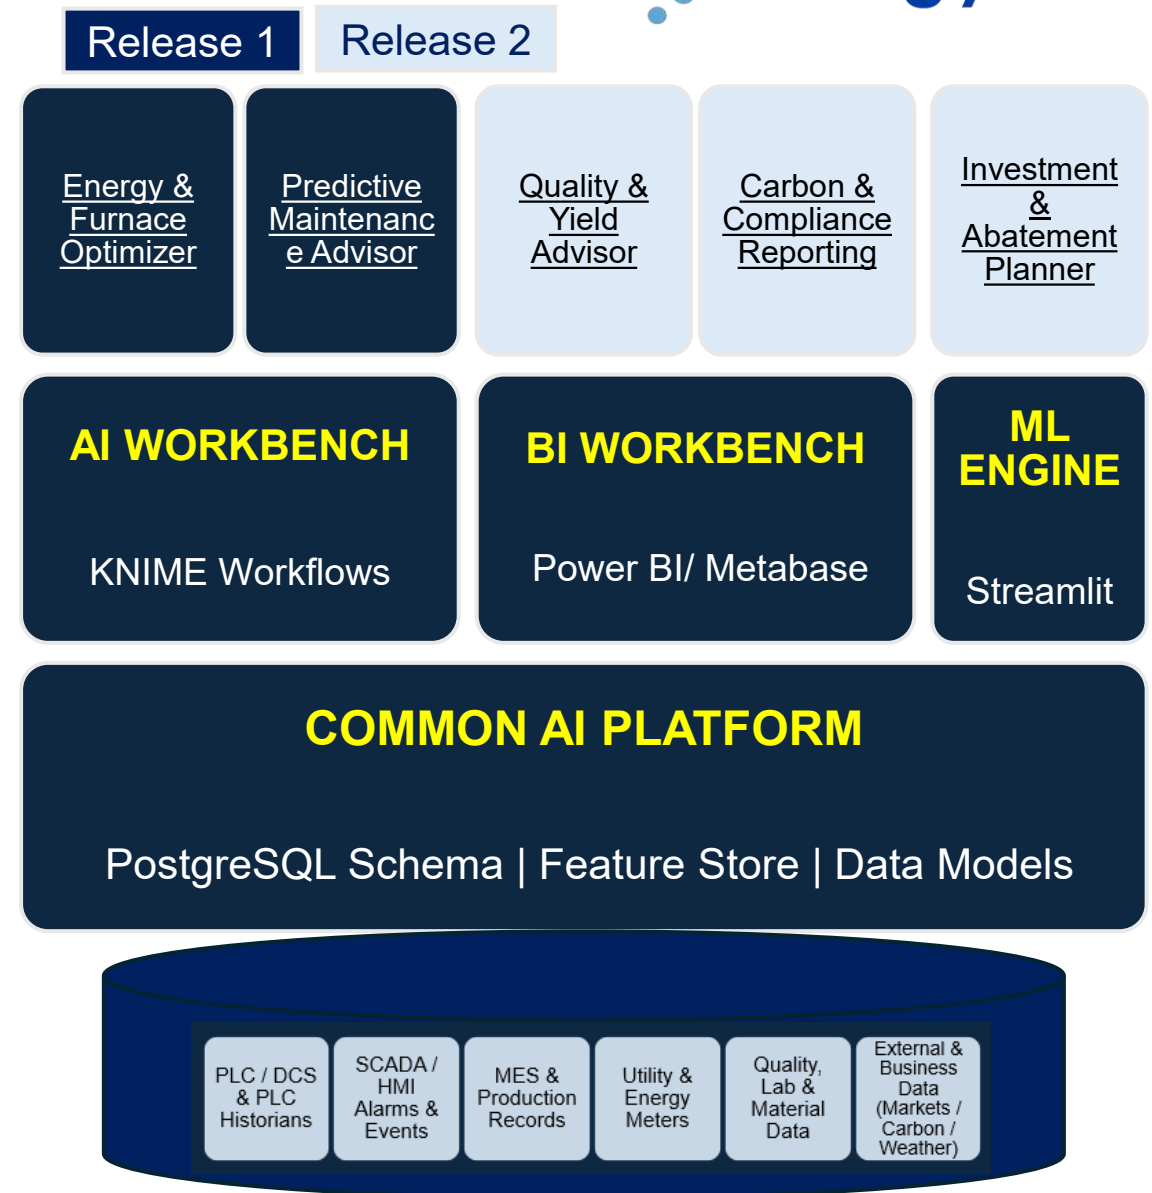 Release 1
Release 2
Energy &
Furnace
Optimizer
Predictive
Maintenanc
e Advisor
Quality &
Yield
Advisor
Carbon &
Compliance
Reporting
Investment
&
Abatement
Planner
AI WORKBENCH
KNIME Workflows
BI WORKBENCH
Power BI/ Metabase
ML
ENGINE
Streamlit
COMMON AI PLATFORM
PostgreSQL Schema | Feature Store | Data Models
PLC / DCS
& PLC
Historians
SCADA /
HMI
Alarms &
Events
MES &
Production
Records
Utility &
Energy
Meters
Quality,
Lab &
Material
Data
External &
Business
Data
(Markets /
Carbon /
Weather)